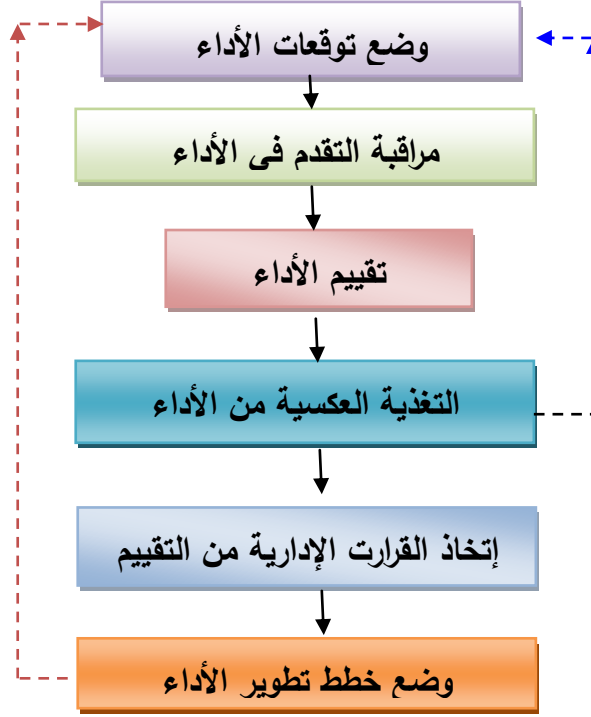 وضع توقعات الأداء
مراقبة التقدم فى الأداء
تقييم الأداء
التغذية العكسية من الأداء
إتخاذ القرارت الإدارية من التقييم
وضع خطط تطوير الأداء